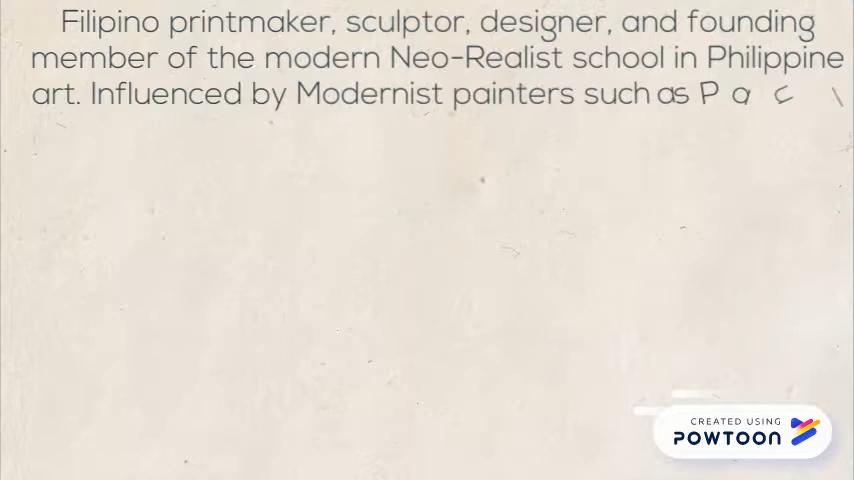 Filipino printmaker, sculptor, designer, and founding
member of the modern Neo-Realist school in Philippine
art. Influenced by Modernist painters such as P a c
CREATED USING
POWTOON